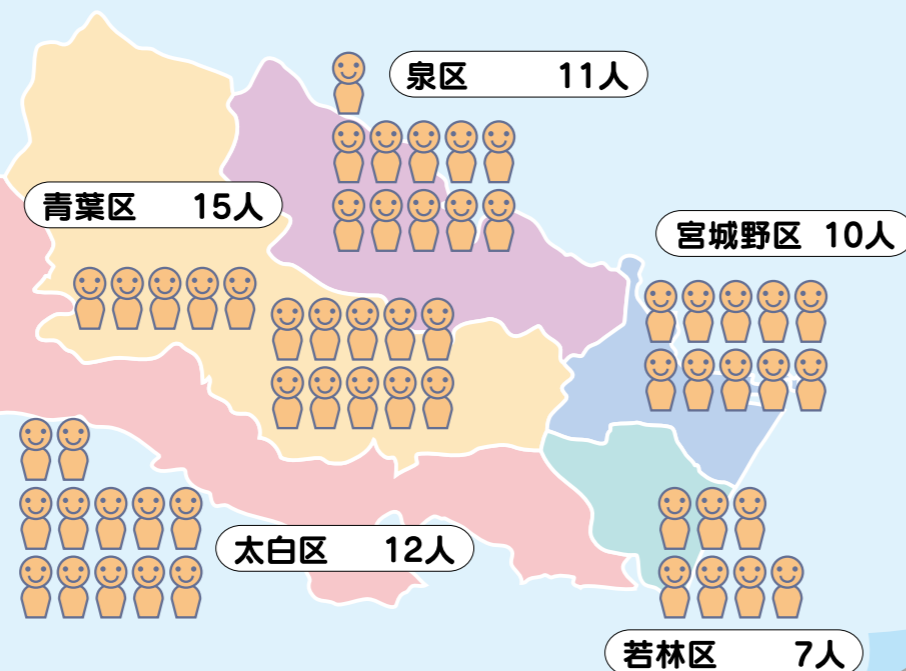 泉区 11人
青葉区 15人
宮城野区 10人
太白区 12人
若林区 7人